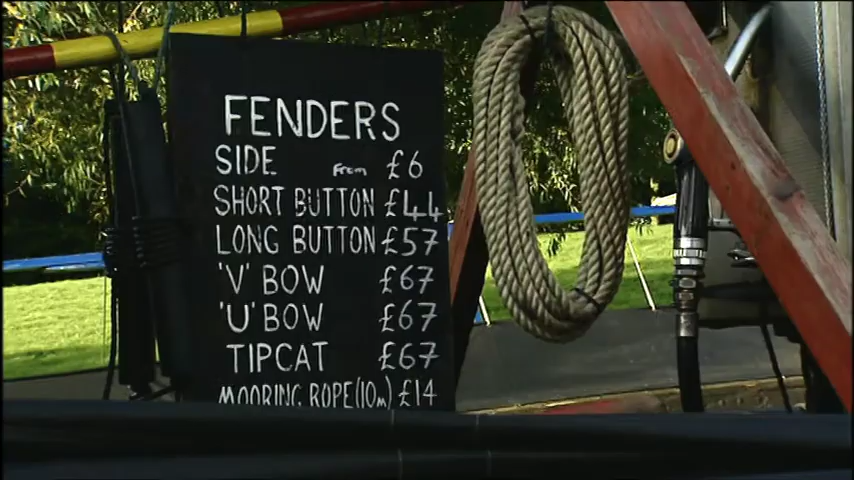 FENDERS
SIDE From £6
SHORT BUTTON £44
LONG BUTTON £57
'V' BOW £67
'U' BOW £67
TIPCAT £67
MOORING ROPE (10m) £14